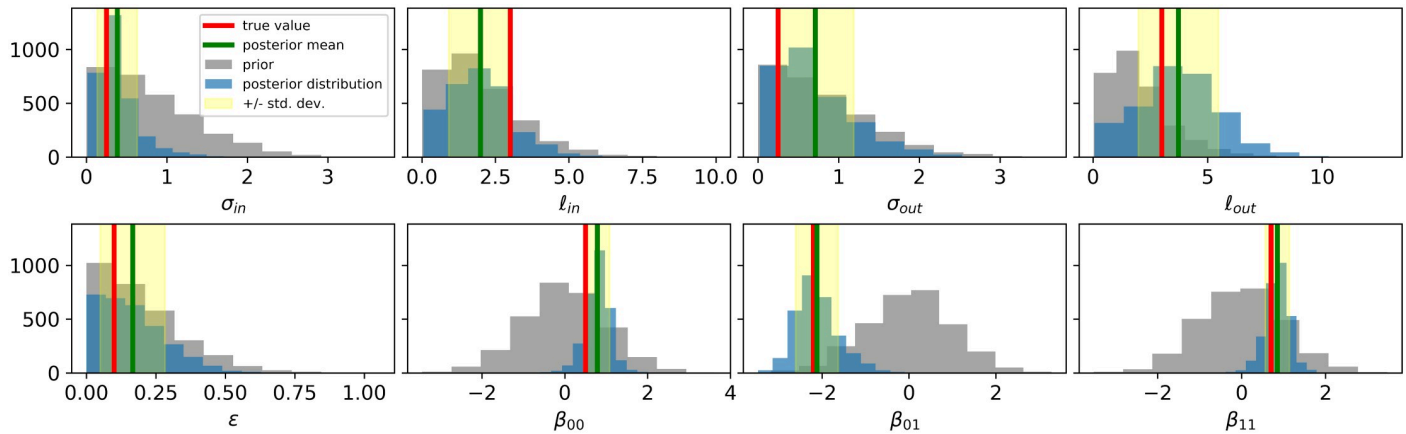 true value
posterior mean
prior
posterior distribution
+/- std. dev.
1000
500
0
0 1 2 3
σ_in
0.0 2.5 5.0 7.5 10.0
ℓ_in
0 1 2 3
σ_out
0 5 10
ℓ_out
1000
500
0
0.00 0.25 0.50 0.75 1.00
ε
−2 0 2 4
β_00
−2 0 2
β_01
−2 0 2
β_11